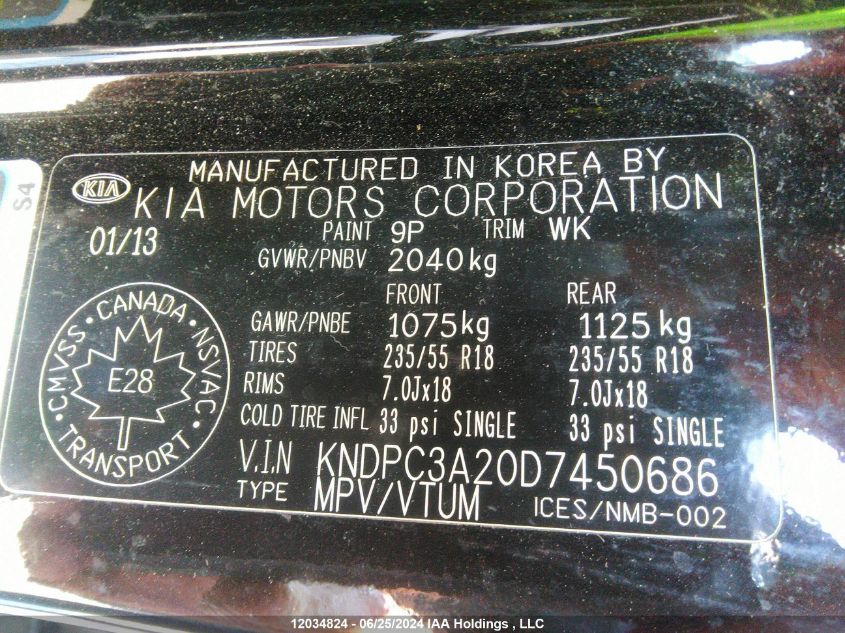 MANUFACTURED IN KOREA BY
KIA KIA MOTORS CORPORATION
01/13 PAINT 9P TRIM WK
GVWR/PNBV 2040kg
FRONT REAR
GAWR/PNBE 1075kg 1125kg
TIRES 235/55 R18 235/55 R18
RIMS 7.0Jx18 7.0Jx18
COLD TIRE INFL 33 psi SINGLE 33 psi SINGLE
V.I.N KNDPC3A20D7450686
TYPE MPV/VTUM ICES/NMB-002
CMVSS • CANADA • NSVAC • TRANSPORT •
E28
S4
12034824 - 06/25/2024 IAA Holdings , LLC